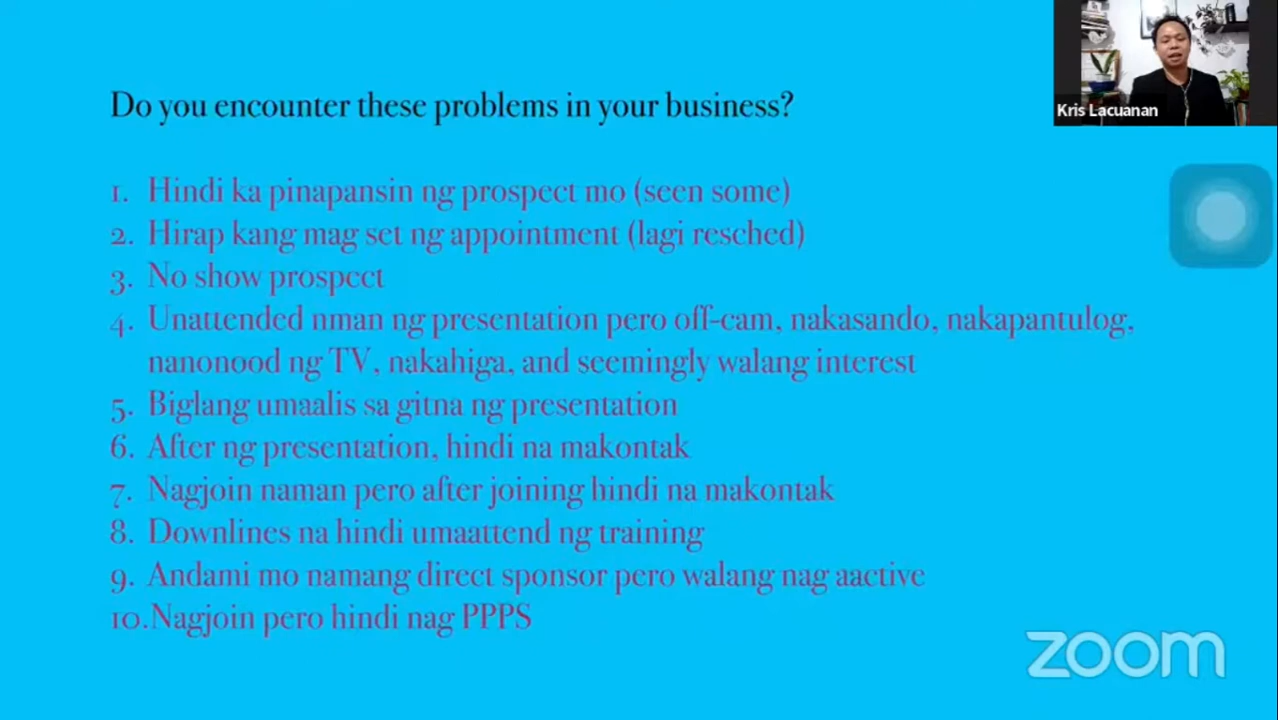 Kris Lacuanan
Do you encounter these problems in your business?
1. Hindi ka pinapansin ng prospect mo (seen some)
2. Hirap kang mag set ng appointment (lagi resched)
3. No show prospect
4. Unattended nman ng presentation pero off-cam, nakasando, nakapantulog,
nanonood ng TV, nakahiga, and seemingly walang interest
5. Biglang umaalis sa gitna ng presentation
6. After ng presentation, hindi na makontak
7. Nagjoin naman pero after joining hindi na makontak
8. Downlines na hindi umaattend ng training
9. Andami mo namang direct sponsor pero walang nag aactive
10.Nagjoin pero hindi nag PPPS
zoom